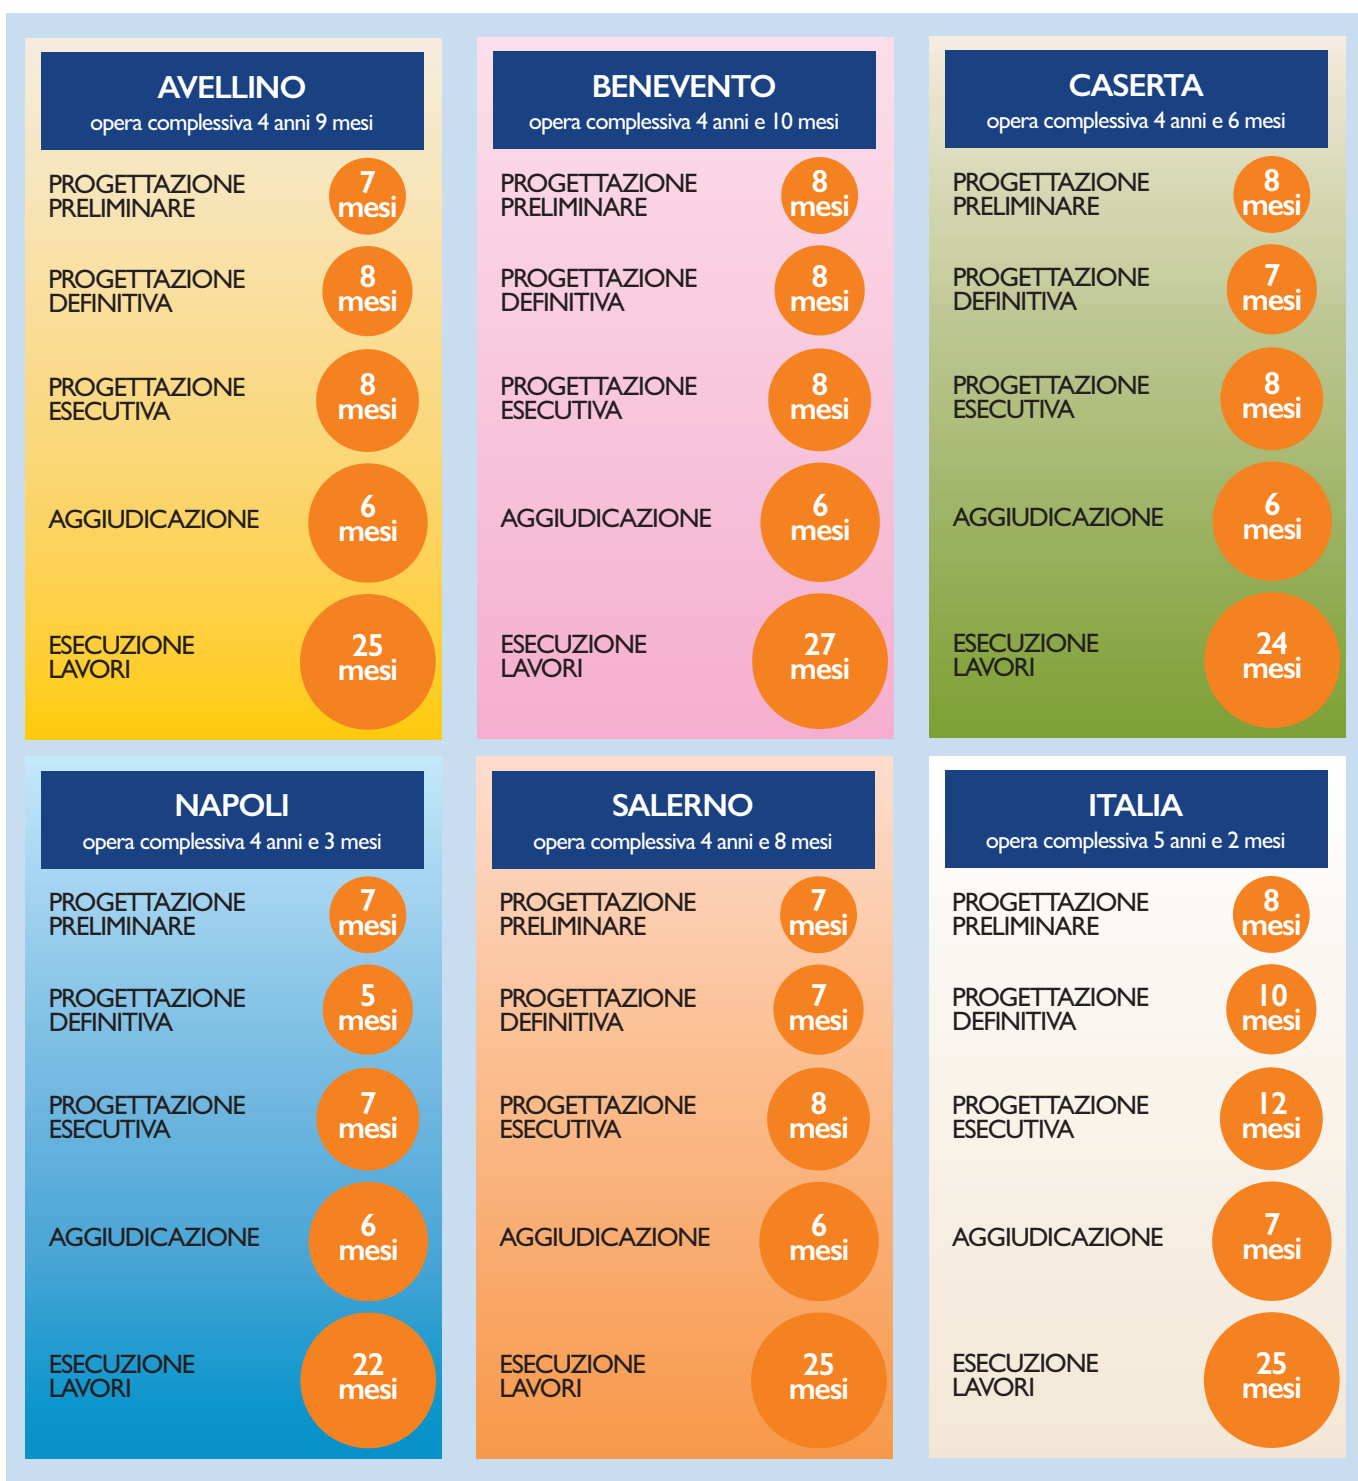 AVELLINO
opera complessiva 4 anni 9 mesi
PROGETTAZIONE
PRELIMINARE
7
mesi
PROGETTAZIONE
DEFINITIVA
8
mesi
PROGETTAZIONE
ESECUTIVA
8
mesi
AGGIUDICAZIONE
6
mesi
ESECUZIONE
LAVORI
25
mesi
BENEVENTO
opera complessiva 4 anni e 10 mesi
PROGETTAZIONE
PRELIMINARE
8
mesi
PROGETTAZIONE
DEFINITIVA
8
mesi
PROGETTAZIONE
ESECUTIVA
8
mesi
AGGIUDICAZIONE
6
mesi
ESECUZIONE
LAVORI
27
mesi
CASERTA
opera complessiva 4 anni e 6 mesi
PROGETTAZIONE
PRELIMINARE
8
mesi
PROGETTAZIONE
DEFINITIVA
7
mesi
PROGETTAZIONE
ESECUTIVA
8
mesi
AGGIUDICAZIONE
6
mesi
ESECUZIONE
LAVORI
24
mesi
NAPOLI
opera complessiva 4 anni e 3 mesi
PROGETTAZIONE
PRELIMINARE
7
mesi
PROGETTAZIONE
DEFINITIVA
5
mesi
PROGETTAZIONE
ESECUTIVA
7
mesi
AGGIUDICAZIONE
6
mesi
ESECUZIONE
LAVORI
22
mesi
SALERNO
opera complessiva 4 anni e 8 mesi
PROGETTAZIONE
PRELIMINARE
7
mesi
PROGETTAZIONE
DEFINITIVA
7
mesi
PROGETTAZIONE
ESECUTIVA
8
mesi
AGGIUDICAZIONE
6
mesi
ESECUZIONE
LAVORI
25
mesi
ITALIA
opera complessiva 5 anni e 2 mesi
PROGETTAZIONE
PRELIMINARE
8
mesi
PROGETTAZIONE
DEFINITIVA
10
mesi
PROGETTAZIONE
ESECUTIVA
12
mesi
AGGIUDICAZIONE
7
mesi
ESECUZIONE
LAVORI
25
mesi